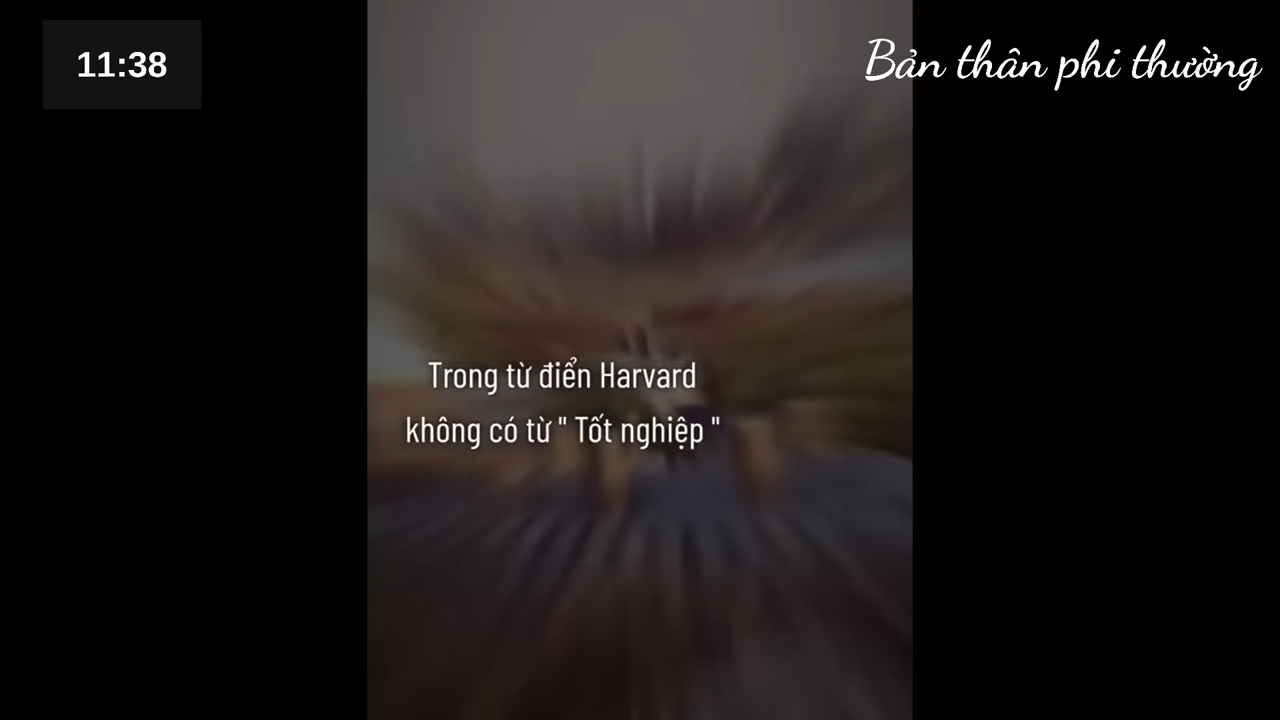 11:38
Bản thân phi thường
Trong từ điển Harvard
không có từ " Tốt nghiệp "